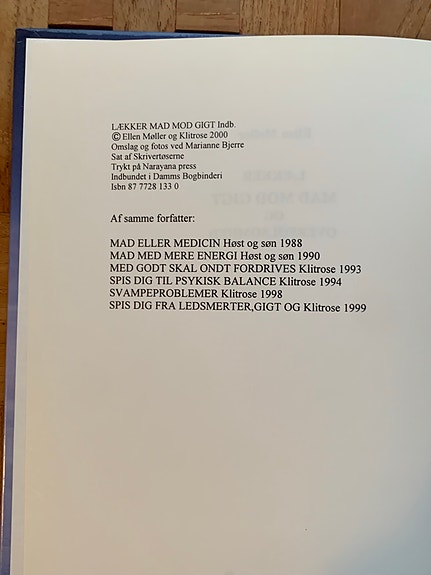 LÆKKER MAD MOD GIGT Indb.
© Ellen Møller og Klitrose 2000
Omslag og fotos ved Marianne Bjerre
Sat af Skrivertøserne
Trykt på Narayana press
Indbundet i Damms Bogbinderi
Isbn 87 7728 133 0
Af samme forfatter:
MAD ELLER MEDICIN Høst og søn 1988
MAD MED MERE ENERGI Høst og søn 1990
MED GODT SKAL ONDT FORDRIVES Klitrose 1993
SPIS DIG TIL PSYKISK BALANCE Klitrose 1994
SVAMPEPROBLEMER Klitrose 1998
SPIS DIG FRA LEDSMERTER,GIGT OG Klitrose 1999